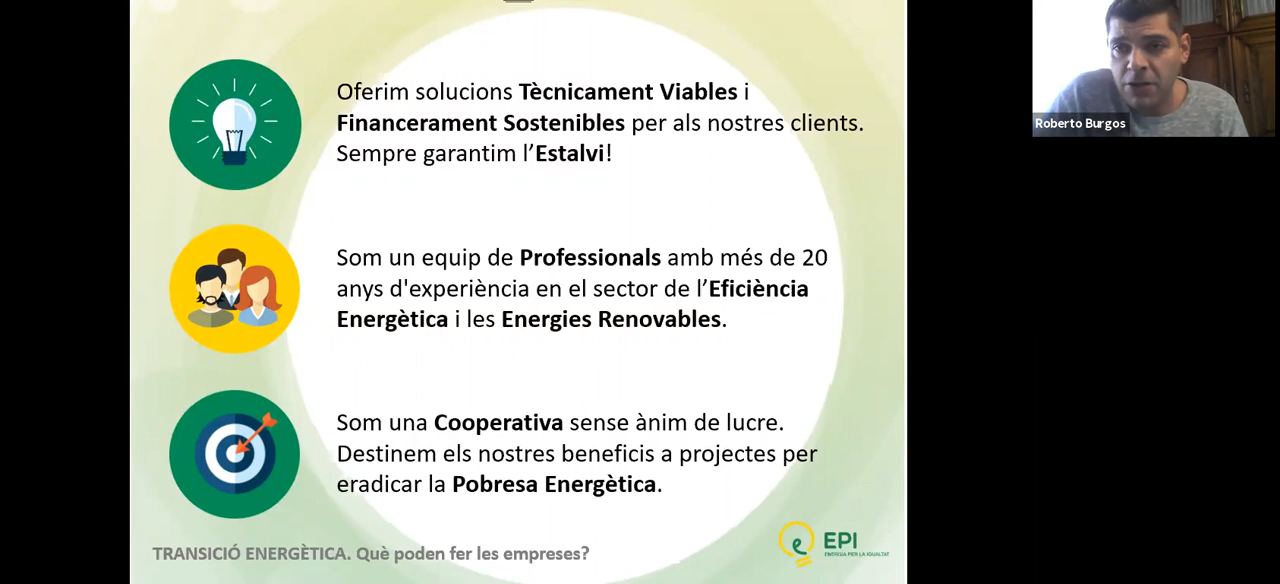 Oferim solucions Tècnicament Viables i
Financerament Sostenibles per als nostres clients.
Sempre garantim l’Estalvi!
Roberto Burgos
Som un equip de Professionals amb més de 20
anys d'experiència en el sector de l’Eficiència
Energètica i les Energies Renovables.
Som una Cooperativa sense ànim de lucre.
Destinem els nostres beneficis a projectes per
eradicar la Pobresa Energètica.
TRANSICIÓ ENERGÈTICA. Què poden fer les empreses?
e EPI
ENERGIA PER LA IGUALTAT